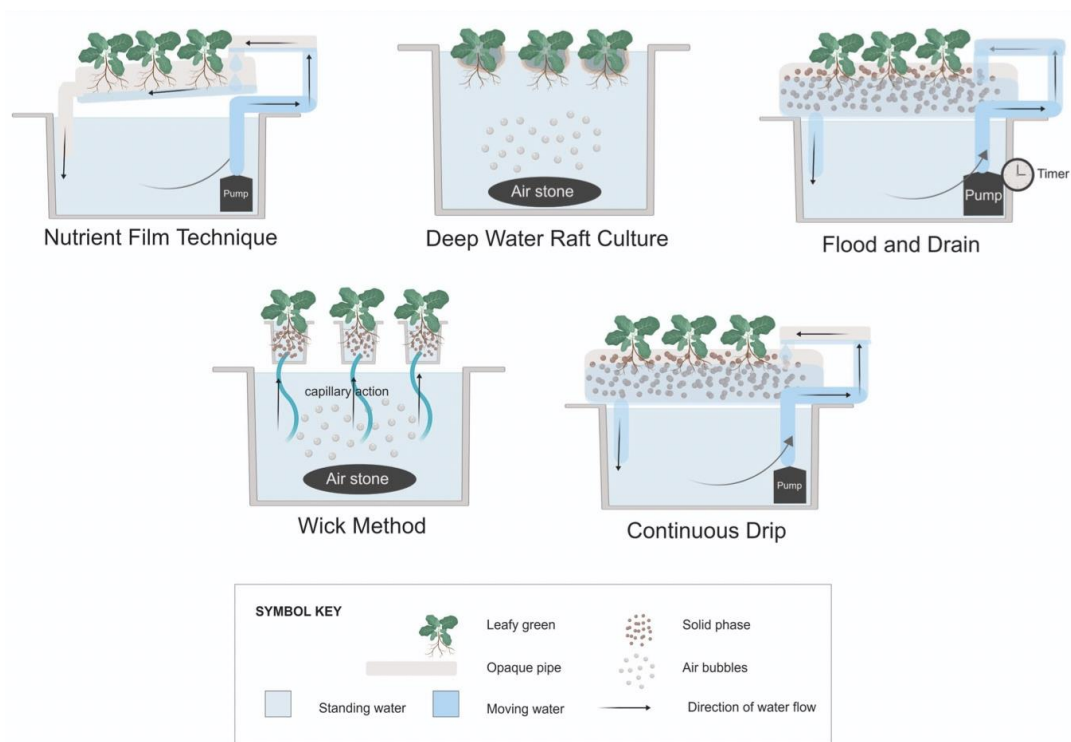 Pump
Nutrient Film Technique
Air stone
Deep Water Raft Culture
Timer
Pump
Flood and Drain
capillary action
Air stone
Wick Method
Pump
Continuous Drip
SYMBOL KEY
Leafy green
Solid phase
Opaque pipe
Air bubbles
Standing water
Moving water
Direction of water flow